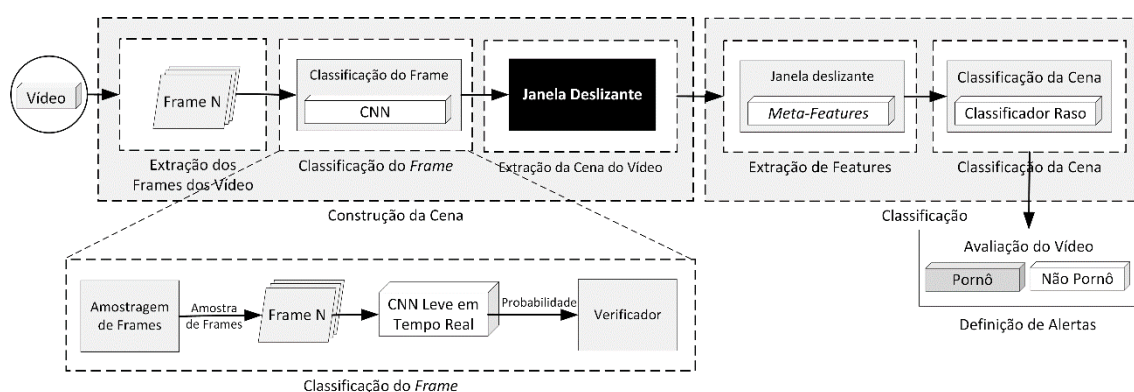 Vídeo
Frame N
Extração dos
Frames dos Vídeo
Classificação do Frame
CNN
Classificação do Frame
Janela Deslizante
Extração da Cena do Vídeo
Construção da Cena
Janela deslizante
Meta-Features
Extração de Features
Classificação da Cena
Classificador Raso
Classificação da Cena
Classificação
Avaliação do Vídeo
Pornô
Não Pornô
Definição de Alertas
Amostragem
de Frames
Amostra
de Frames
Frame N
CNN Leve em
Tempo Real
Probabilidade
Verificador
Classificação do Frame